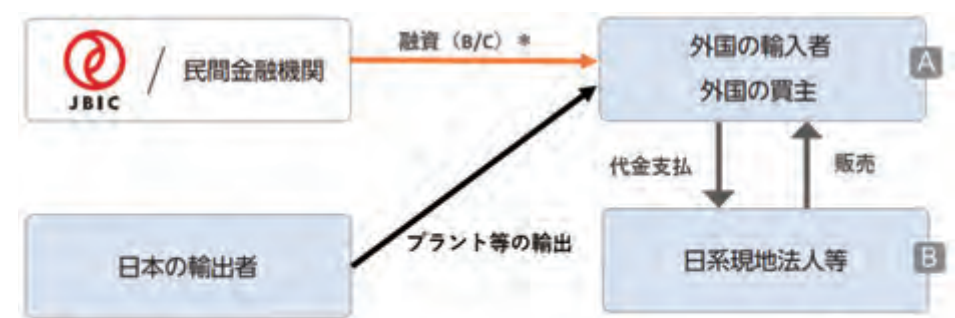 融資（B/C）*
JBIC
/
民間金融機関
外国の輸入者
外国の買主
A
代金支払
販売
プラント等の輸出
日本の輸出者
日系現地法人等
B